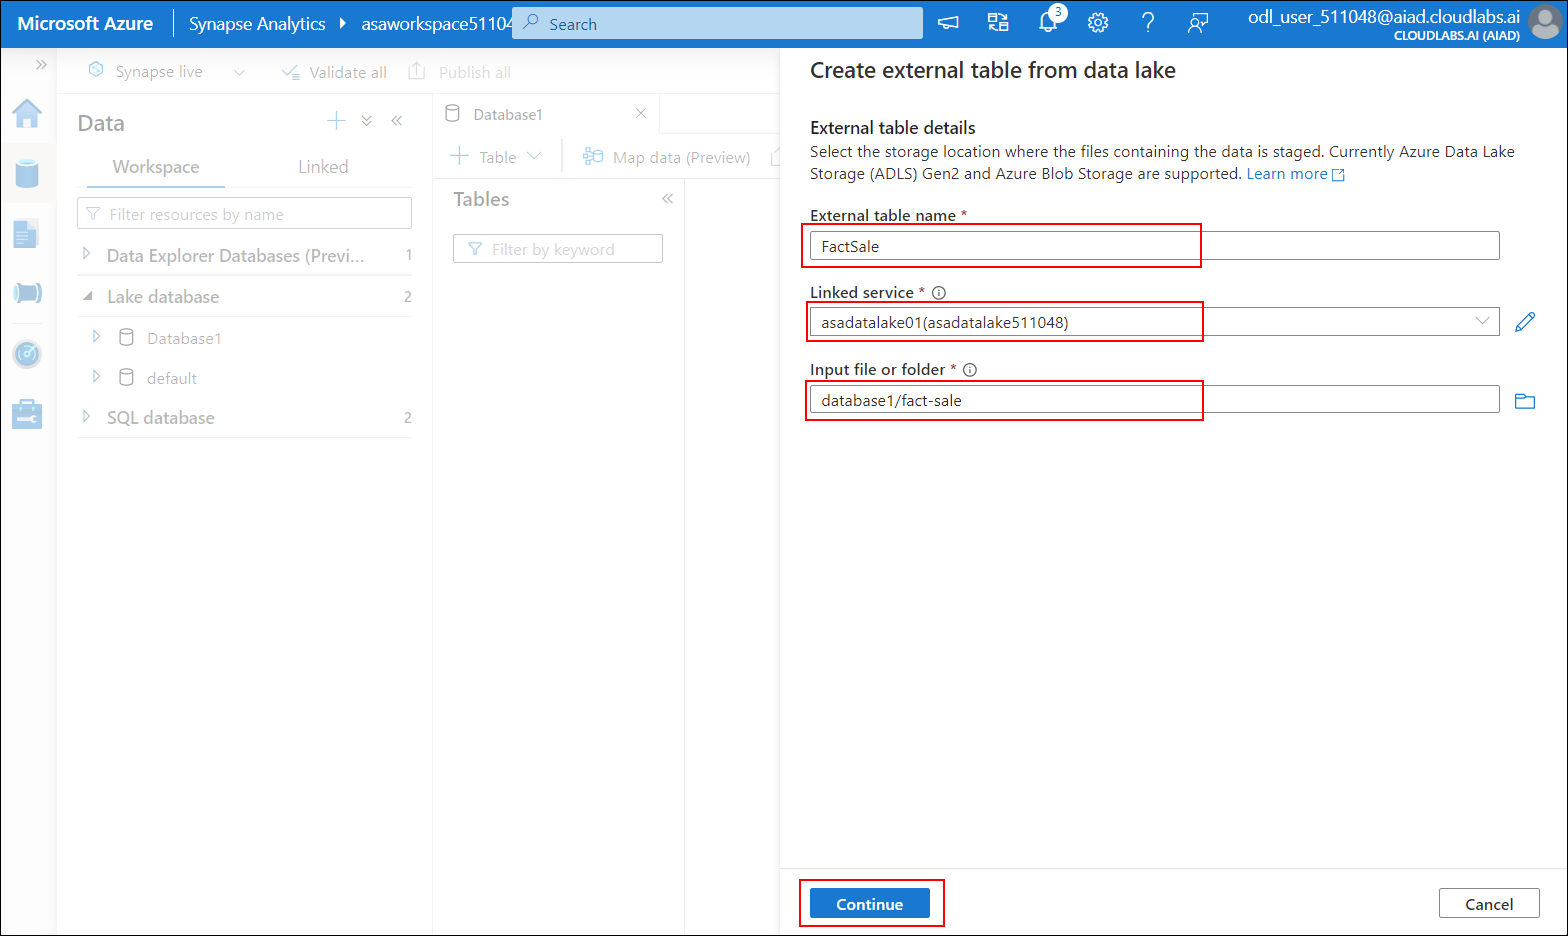 Microsoft Azure
Synapse Analytics
asaworkspace51104
Search
3
odl_user_511048@aiad.cloudlabs.ai
CLOUDLABS.AI (AIAD)
Synapse live
Validate all
Publish all
Data
Workspace
Linked
Filter resources by name
Data Explorer Databases (Previ... 1
Lake database 2
Database1
default
SQL database 2
Database1
Table
Map data (Preview)
Tables
Filter by keyword
Create external table from data lake
External table details
Select the storage location where the files containing the data is staged. Currently Azure Data Lake
Storage (ADLS) Gen2 and Azure Blob Storage are supported. Learn more
External table name *
FactSale
Linked service *
asadatalake01(asadatalake511048)
Input file or folder *
database1/fact-sale
Continue
Cancel